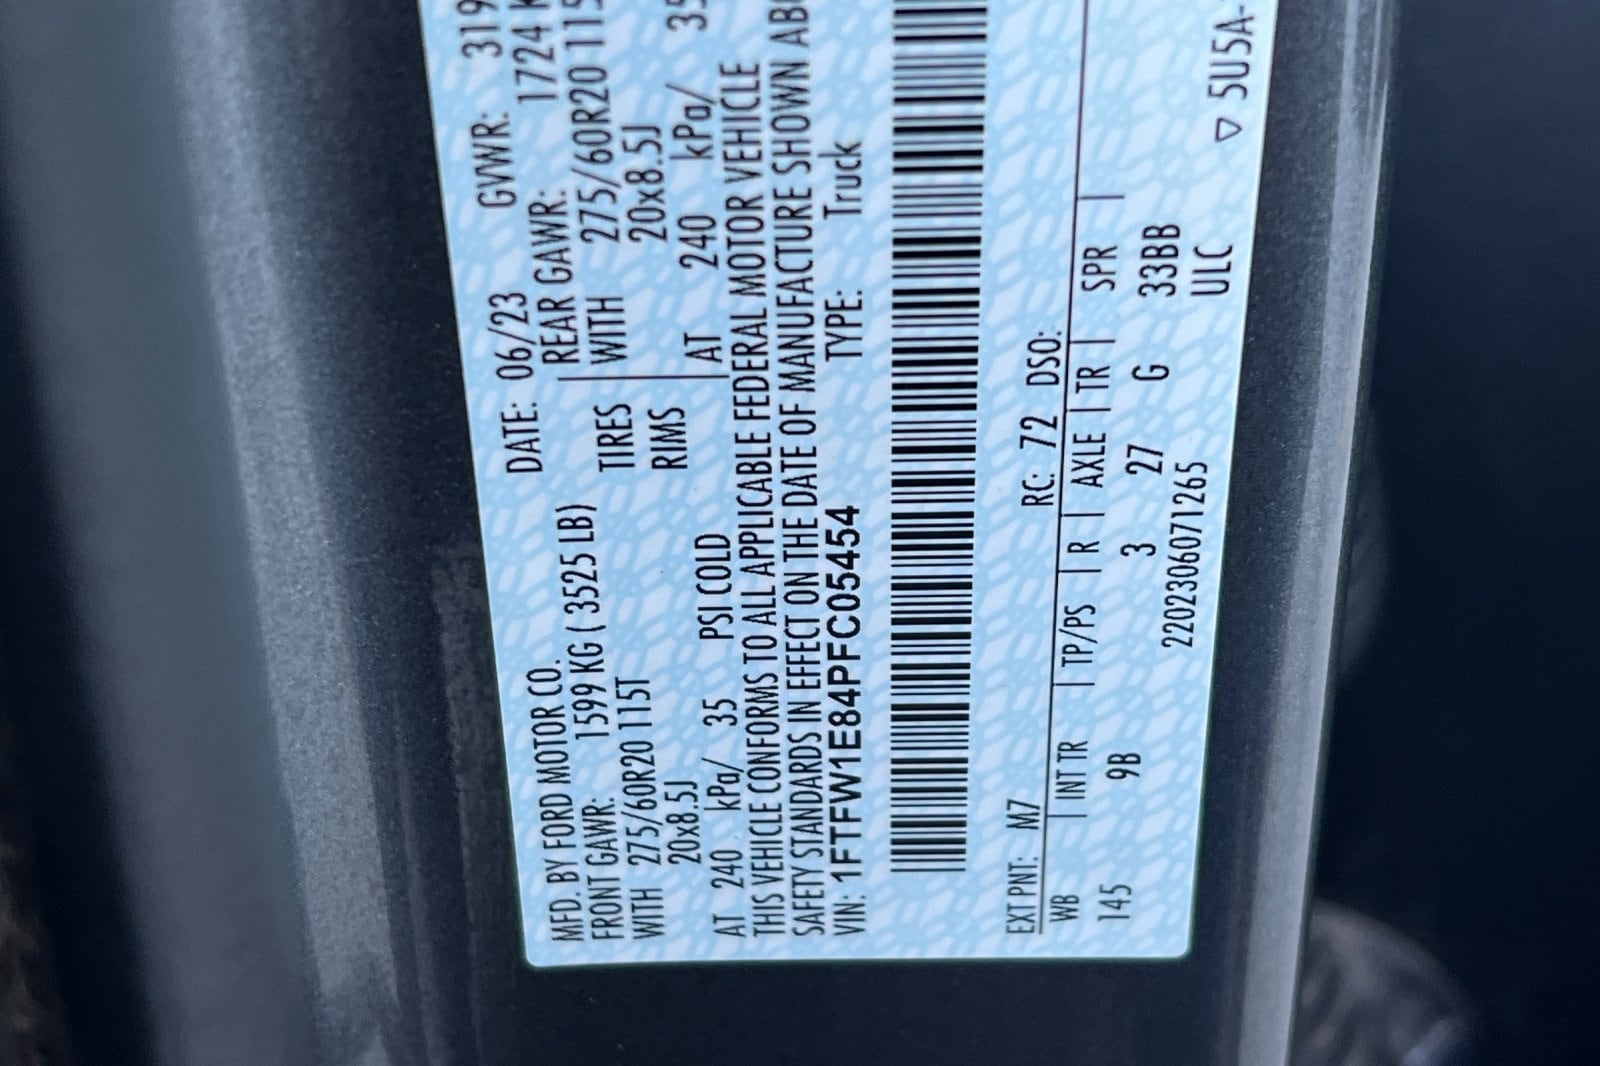 MFD. BY FORD MOTOR CO.
DATE: 06/23 GVWR: 319
FRONT GAWR: 1599 KG ( 3525 LB) REAR GAWR: 1724 K
WITH 275/60R20 115T TIRES WITH 275/60R20 115
20x8.5J RIMS 20x8.5J
AT 240 kPa/ 35 PSI COLD AT 240 kPa/ 35
THIS VEHICLE CONFORMS TO ALL APPLICABLE FEDERAL MOTOR VEHICLE
SAFETY STANDARDS IN EFFECT ON THE DATE OF MANUFACTURE SHOWN AB
VIN: 1FTFW1E84PFC05454 TYPE: Truck
EXT PNT: M7 RC: 72 DSO:
WB | INT TR | TP/PS | R | AXLE | TR | SPR |
145 9B 3 27 G 33BB
2202306071265 ULC
▽ 5U5A-